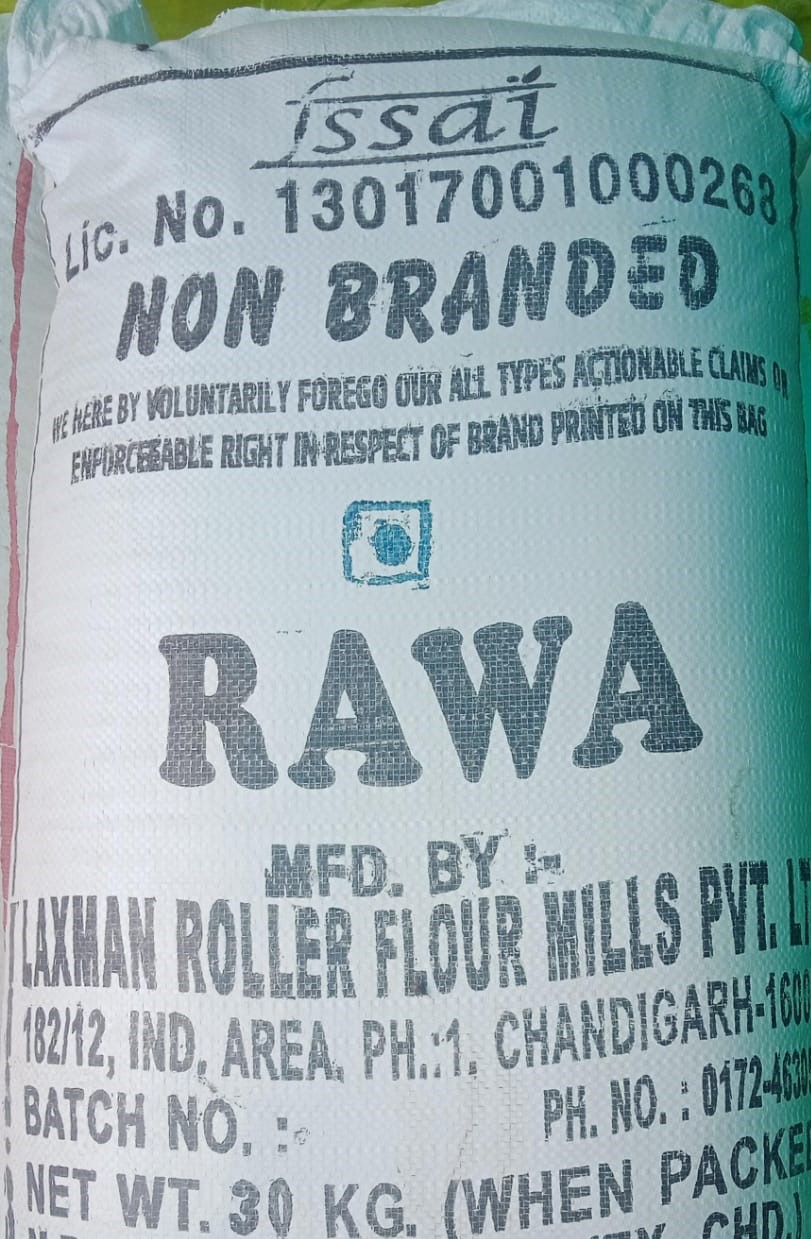 fssai
Lic. No. 13017001000268
NON BRANDED
WE HERE BY VOLUNTARILY FOREGO OUR ALL TYPES ACTIONABLE CLAIMS OR
ENFORCEEABLE RIGHT IN RESPECT OF BRAND PRINTED ON THIS BAG
RAWA
MFD. BY :-
LAXMAN ROLLER FLOUR MILLS PVT. LT
182/12, IND. AREA, PH.:1, CHANDIGARH-1600
BATCH NO. :
PH. NO. : 0172-4630
NET WT. 30 KG. (WHEN PACKE
CHD.)